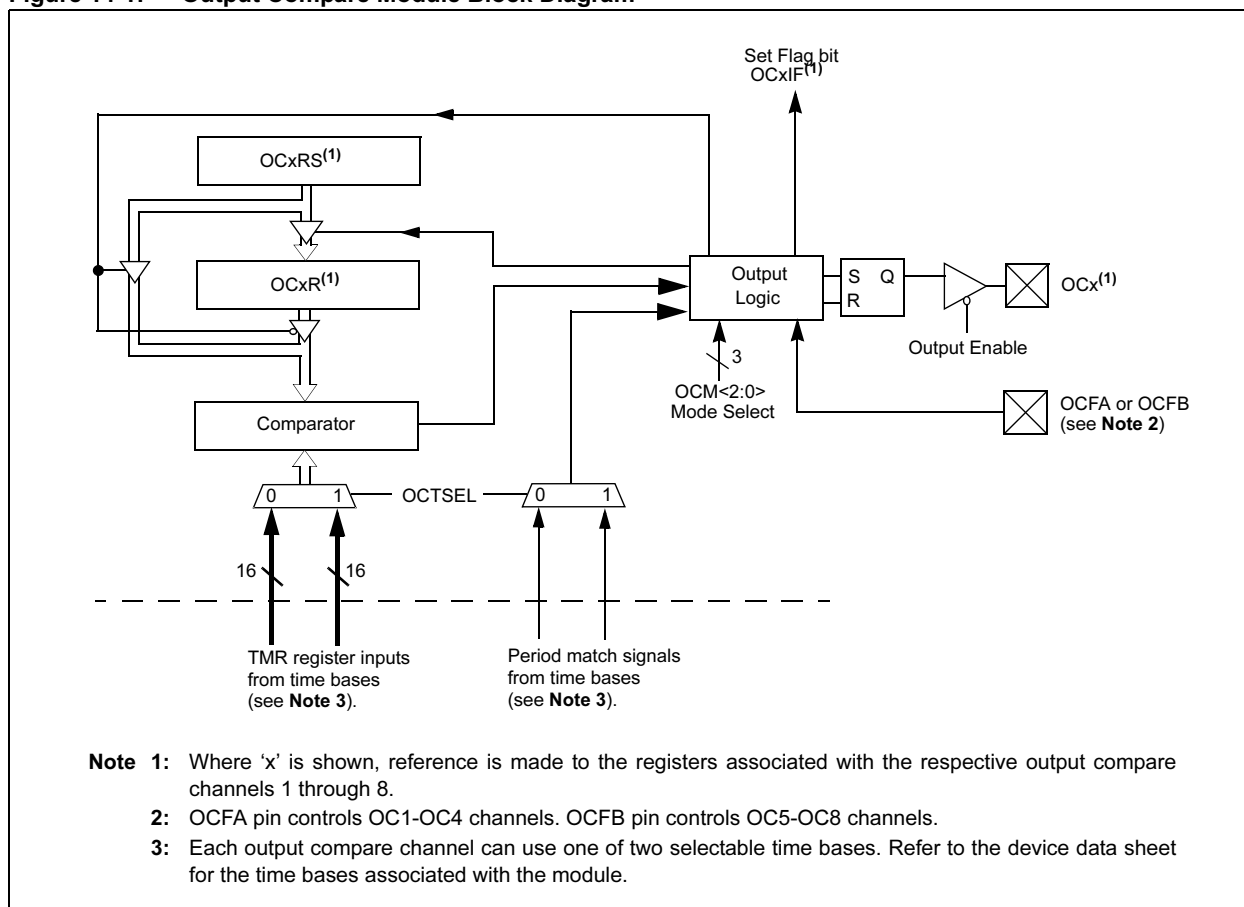 Figure 14-1: Output Compare Module Block Diagram
Set Flag bit
OCxIF(1)
OCxRS(1)
OCxR(1)
Output
Logic
S Q
R
OCx(1)
Output Enable
3
OCM<2:0>
Mode Select
OCFA or OCFB
(see Note 2)
Comparator
0 1
OCTSEL
0 1
16
16
TMR register inputs
from time bases
(see Note 3).
Period match signals
from time bases
(see Note 3).
Note 1: Where ‘x’ is shown, reference is made to the registers associated with the respective output compare
channels 1 through 8.
2: OCFA pin controls OC1-OC4 channels. OCFB pin controls OC5-OC8 channels.
3: Each output compare channel can use one of two selectable time bases. Refer to the device data sheet
for the time bases associated with the module.